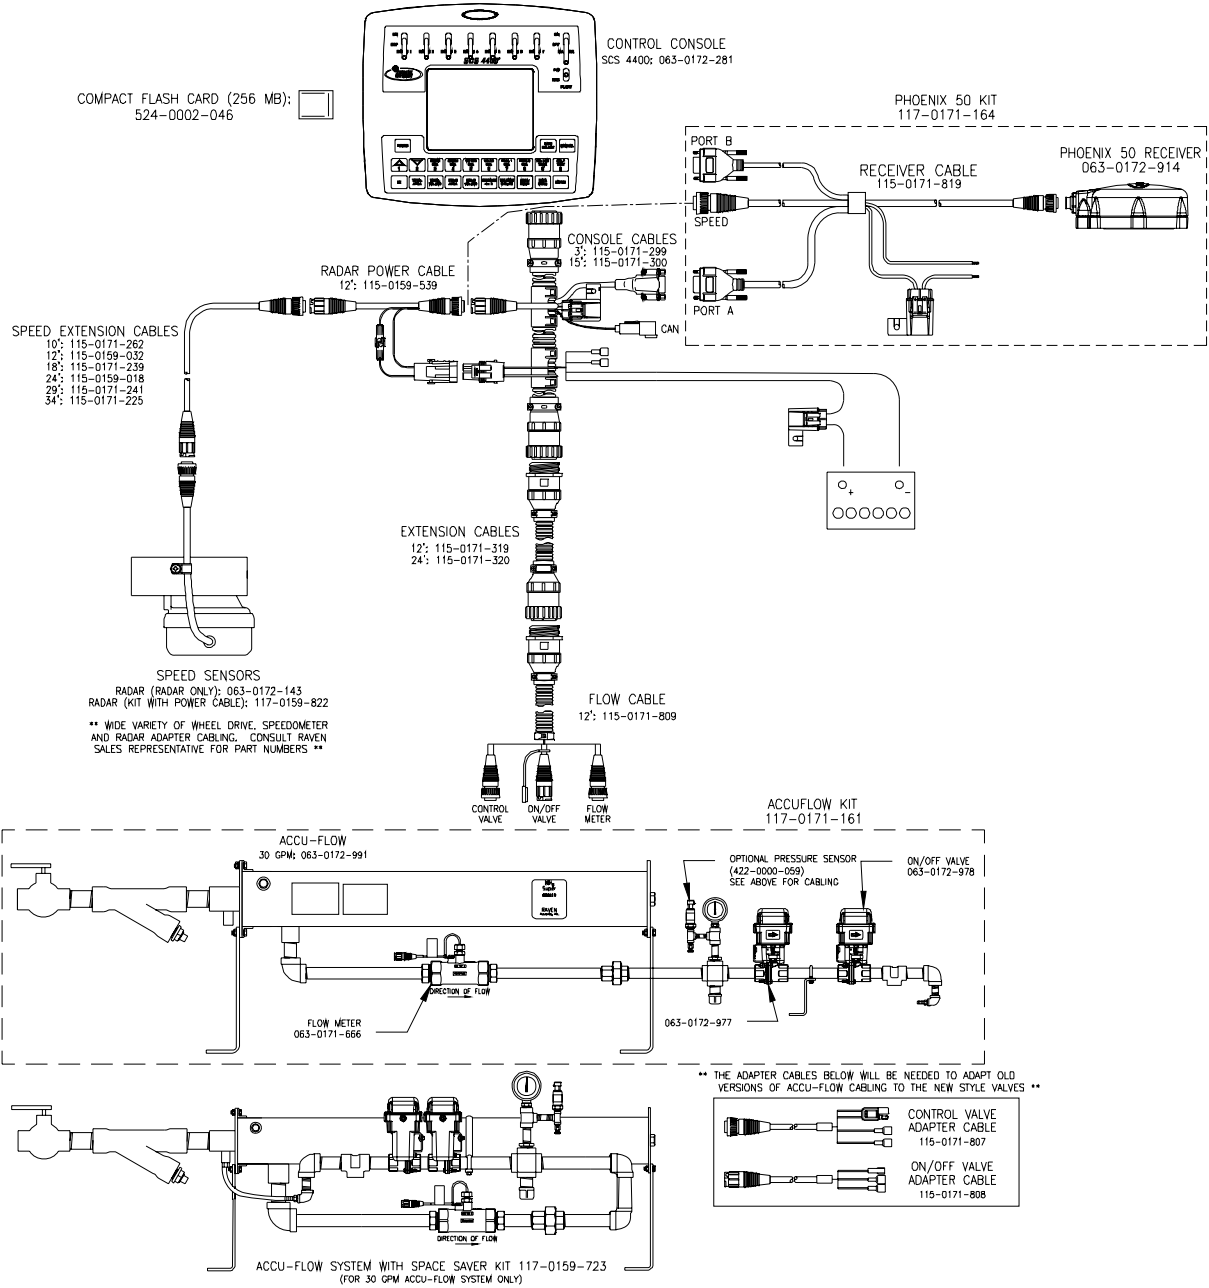 CONTROL CONSOLE
SCS 4400: 063-0172-281
SCS 4400
COMPACT FLASH CARD (256 MB):
524-0002-046
PHOENIX 50 KIT
117-0171-164
PORT B
RECEIVER CABLE
115-0171-819
PHOENIX 50 RECEIVER
063-0172-914
SPEED
PORT A
CONSOLE CABLES
3': 115-0171-299
15': 115-0171-300
CAN
RADAR POWER CABLE
12': 115-0159-539
SPEED EXTENSION CABLES
10': 115-0171-262
12': 115-0159-032
18': 115-0171-239
24': 115-0159-018
29': 115-0171-241
34': 115-0171-225
+
-
EXTENSION CABLES
12': 115-0171-319
24': 115-0171-320
SPEED SENSORS
RADAR (RADAR ONLY): 063-0172-143
RADAR (KIT WITH POWER CABLE): 117-0159-822
** WIDE VARIETY OF WHEEL DRIVE, SPEEDOMETER
AND RADAR ADAPTER CABLING. CONSULT RAVEN
SALES REPRESENTATIVE FOR PART NUMBERS **
FLOW CABLE
12': 115-0171-809
CONTROL
VALVE
ON/OFF
VALVE
FLOW
METER
ACCUFLOW KIT
117-0171-161
ACCU-FLOW
30 GPM: 063-0172-991
RAVEN
OPTIONAL PRESSURE SENSOR
(422-0000-059)
SEE ABOVE FOR CABLING
ON/OFF VALVE
063-0172-978
DIRECTION OF FLOW
FLOW METER
063-0171-666
063-0172-977
** THE ADAPTER CABLES BELOW WILL BE NEEDED TO ADAPT OLD
VERSIONS OF ACCU-FLOW CABLING TO THE NEW STYLE VALVES **
CONTROL VALVE
ADAPTER CABLE
115-0171-807
ON/OFF VALVE
ADAPTER CABLE
115-0171-808
DIRECTION OF FLOW
ACCU-FLOW SYSTEM WITH SPACE SAVER KIT 117-0159-723
(FOR 30 GPM ACCU-FLOW SYSTEM ONLY)